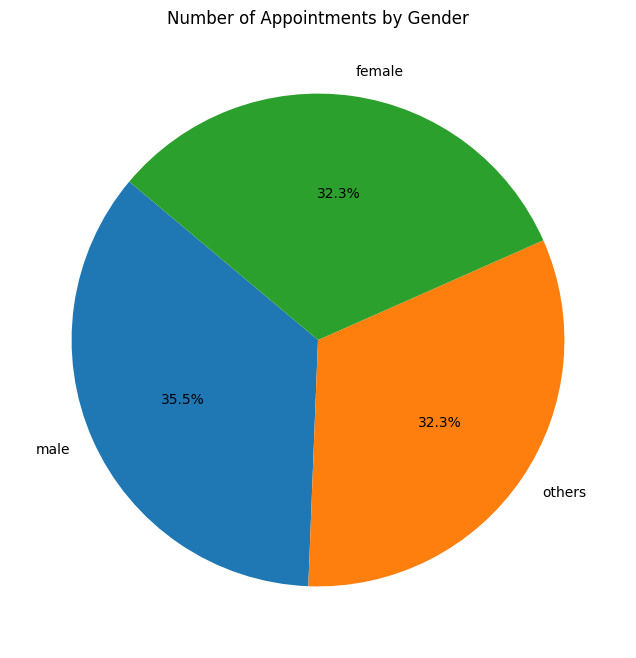 Number of Appointments by Gender
female
32.3%
35.5%
32.3%
male
others